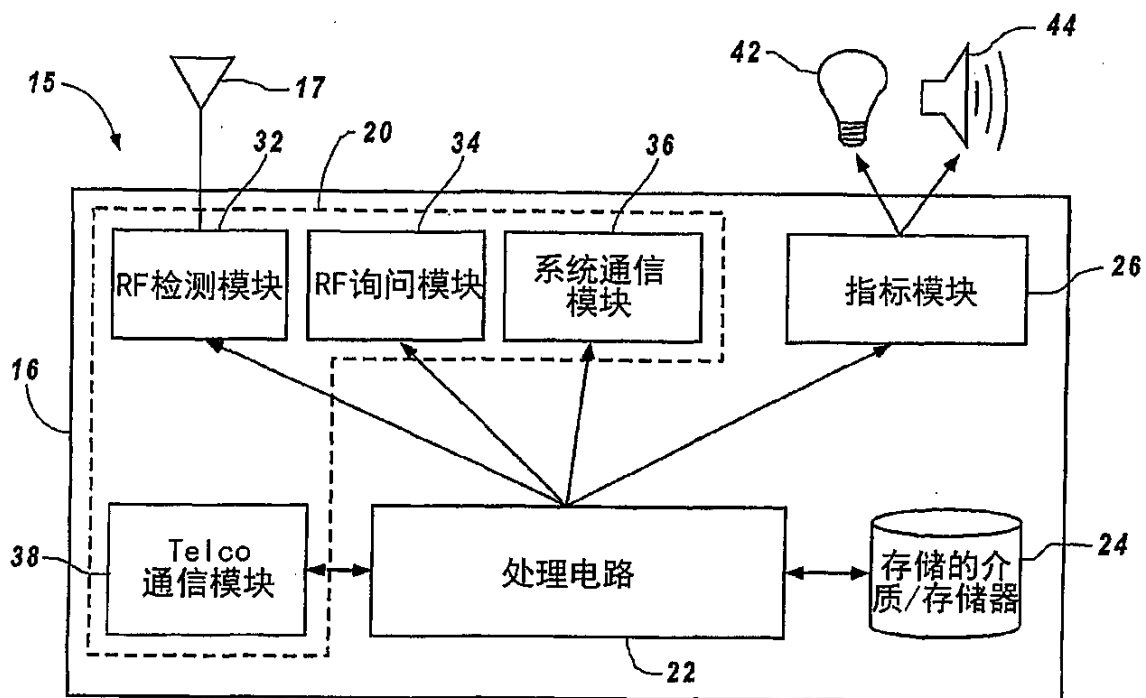 42
44
15
17
20
32
34
36
RF检测模块
RF询问模块
系统通信
模块
指标模块
26
16
38
Telco
通信模块
处理电路
存储的介
质/存储器
24
22